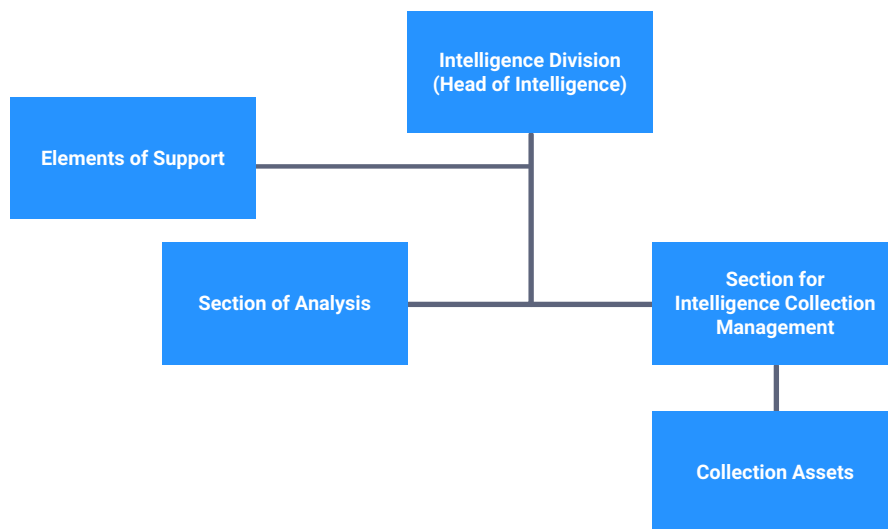 Intelligence Division
(Head of Intelligence)
Elements of Support
Section of Analysis
Section for
Intelligence Collection
Management
Collection Assets